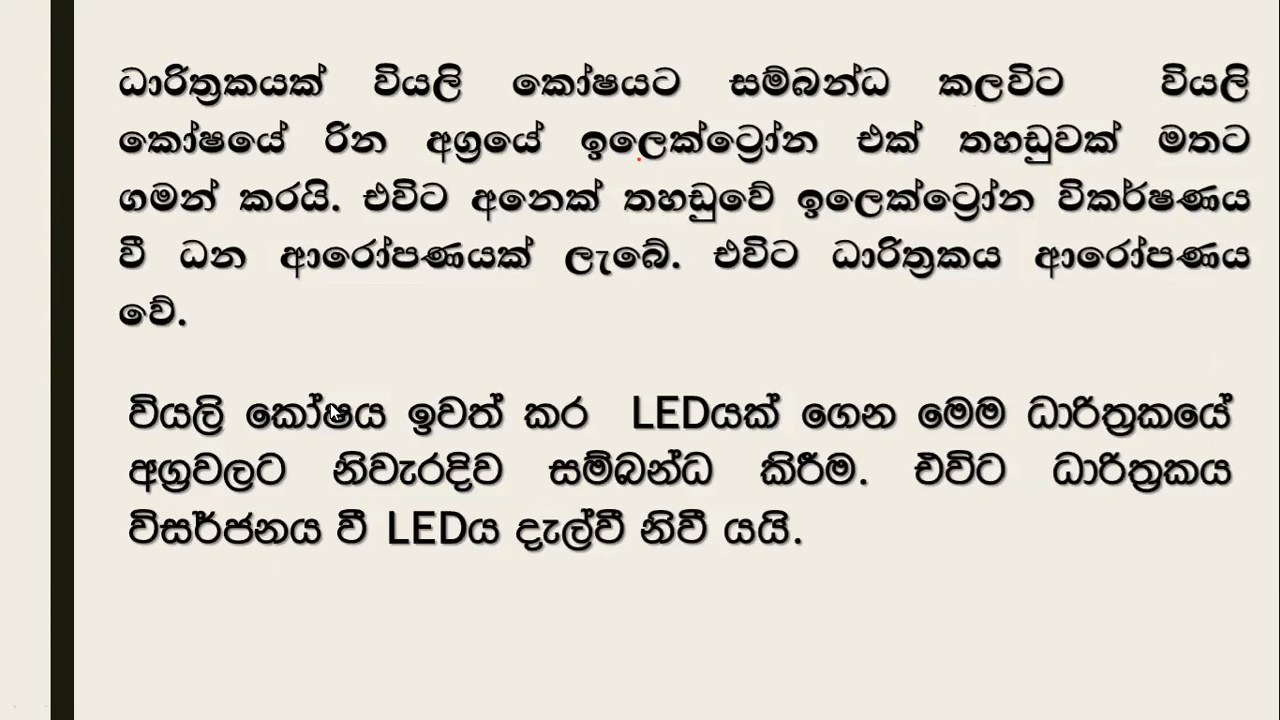 ධාරිත්‍රකයක් වියලි කෝෂයට සම්බන්ධ කලවිට වියලි
කෝෂයේ රින අග්‍රයේ ඉලෙක්ට්‍රෝන එක් තහඩුවක් මතට
ගමන් කරයි. එවිට අනෙක් තහඩුවේ ඉලෙක්ට්‍රෝන විකර්ෂණය
වී ධන ආරෝපණයක් ලැබේ. එවිට ධාරිත්‍රකය ආරෝපණය
වේ.
වියලි කෝෂය ඉවත් කර LEDයක් ගෙන මෙම ධාරිත්‍රකයේ
අග්‍රවලට නිවැරදිව සම්බන්ධ කිරීම. එවිට ධාරිත්‍රකය
විසර්ජනය වී LEDය දැල්වී නිවී යයි.